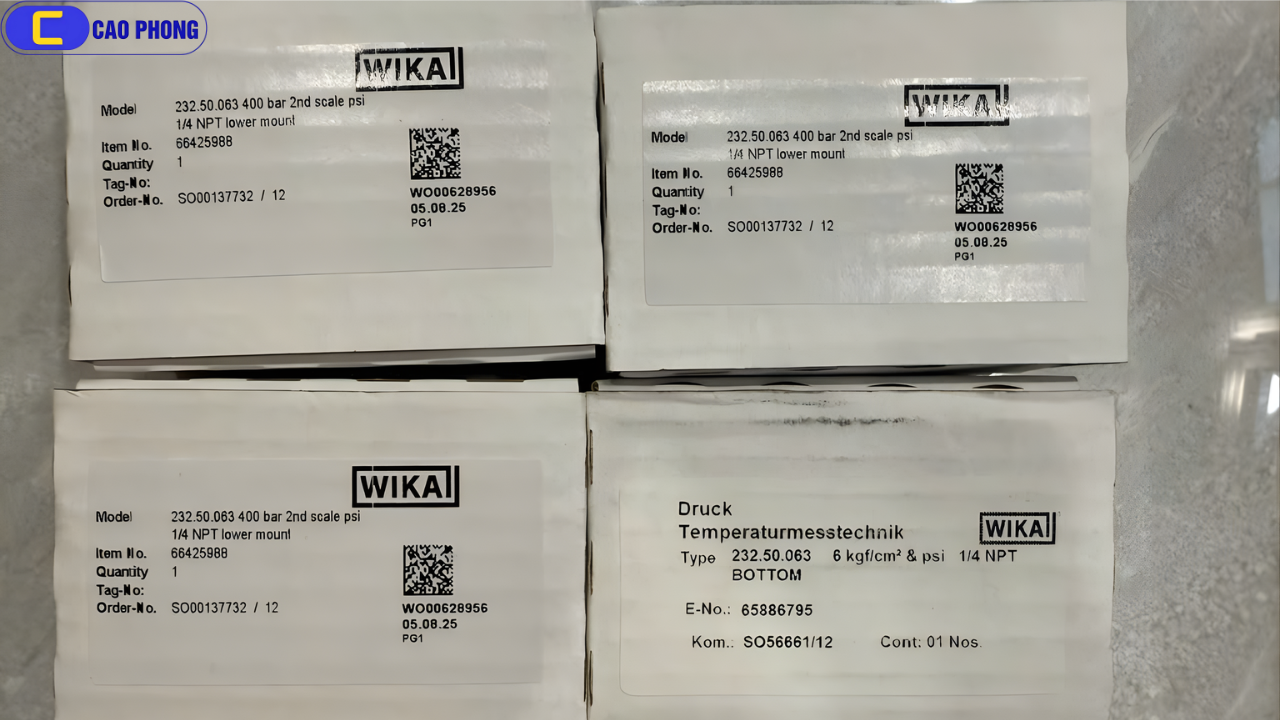 C CAO PHONG
WIKA
Model 232.50.063 400 bar 2nd scale psi
1/4 NPT lower mount
Item No. 66425988
Quantity 1
Tag-No:
Order-No. SO00137732 / 12
WO00628956
05.08.25
PG1
WIKA
Model 232.50.063 400 bar 2nd scale psi
1/4 NPT lower mount
Item No. 66425988
Quantity 1
Tag-No:
Order-No. SO00137732 / 12
WO00628956
05.08.25
PG1
WIKA
Model 232.50.063 400 bar 2nd scale psi
1/4 NPT lower mount
Item No. 66425988
Quantity 1
Tag-No:
Order-No. SO00137732 / 12
WO00628956
05.08.25
PG1
Druck
Temperaturmesstechnik
WIKA
Type 232.50.063 6 kgf/cm² & psi 1/4 NPT
BOTTOM
E-No.: 65886795
Kom.: SO56661/12 Cont: 01 Nos.